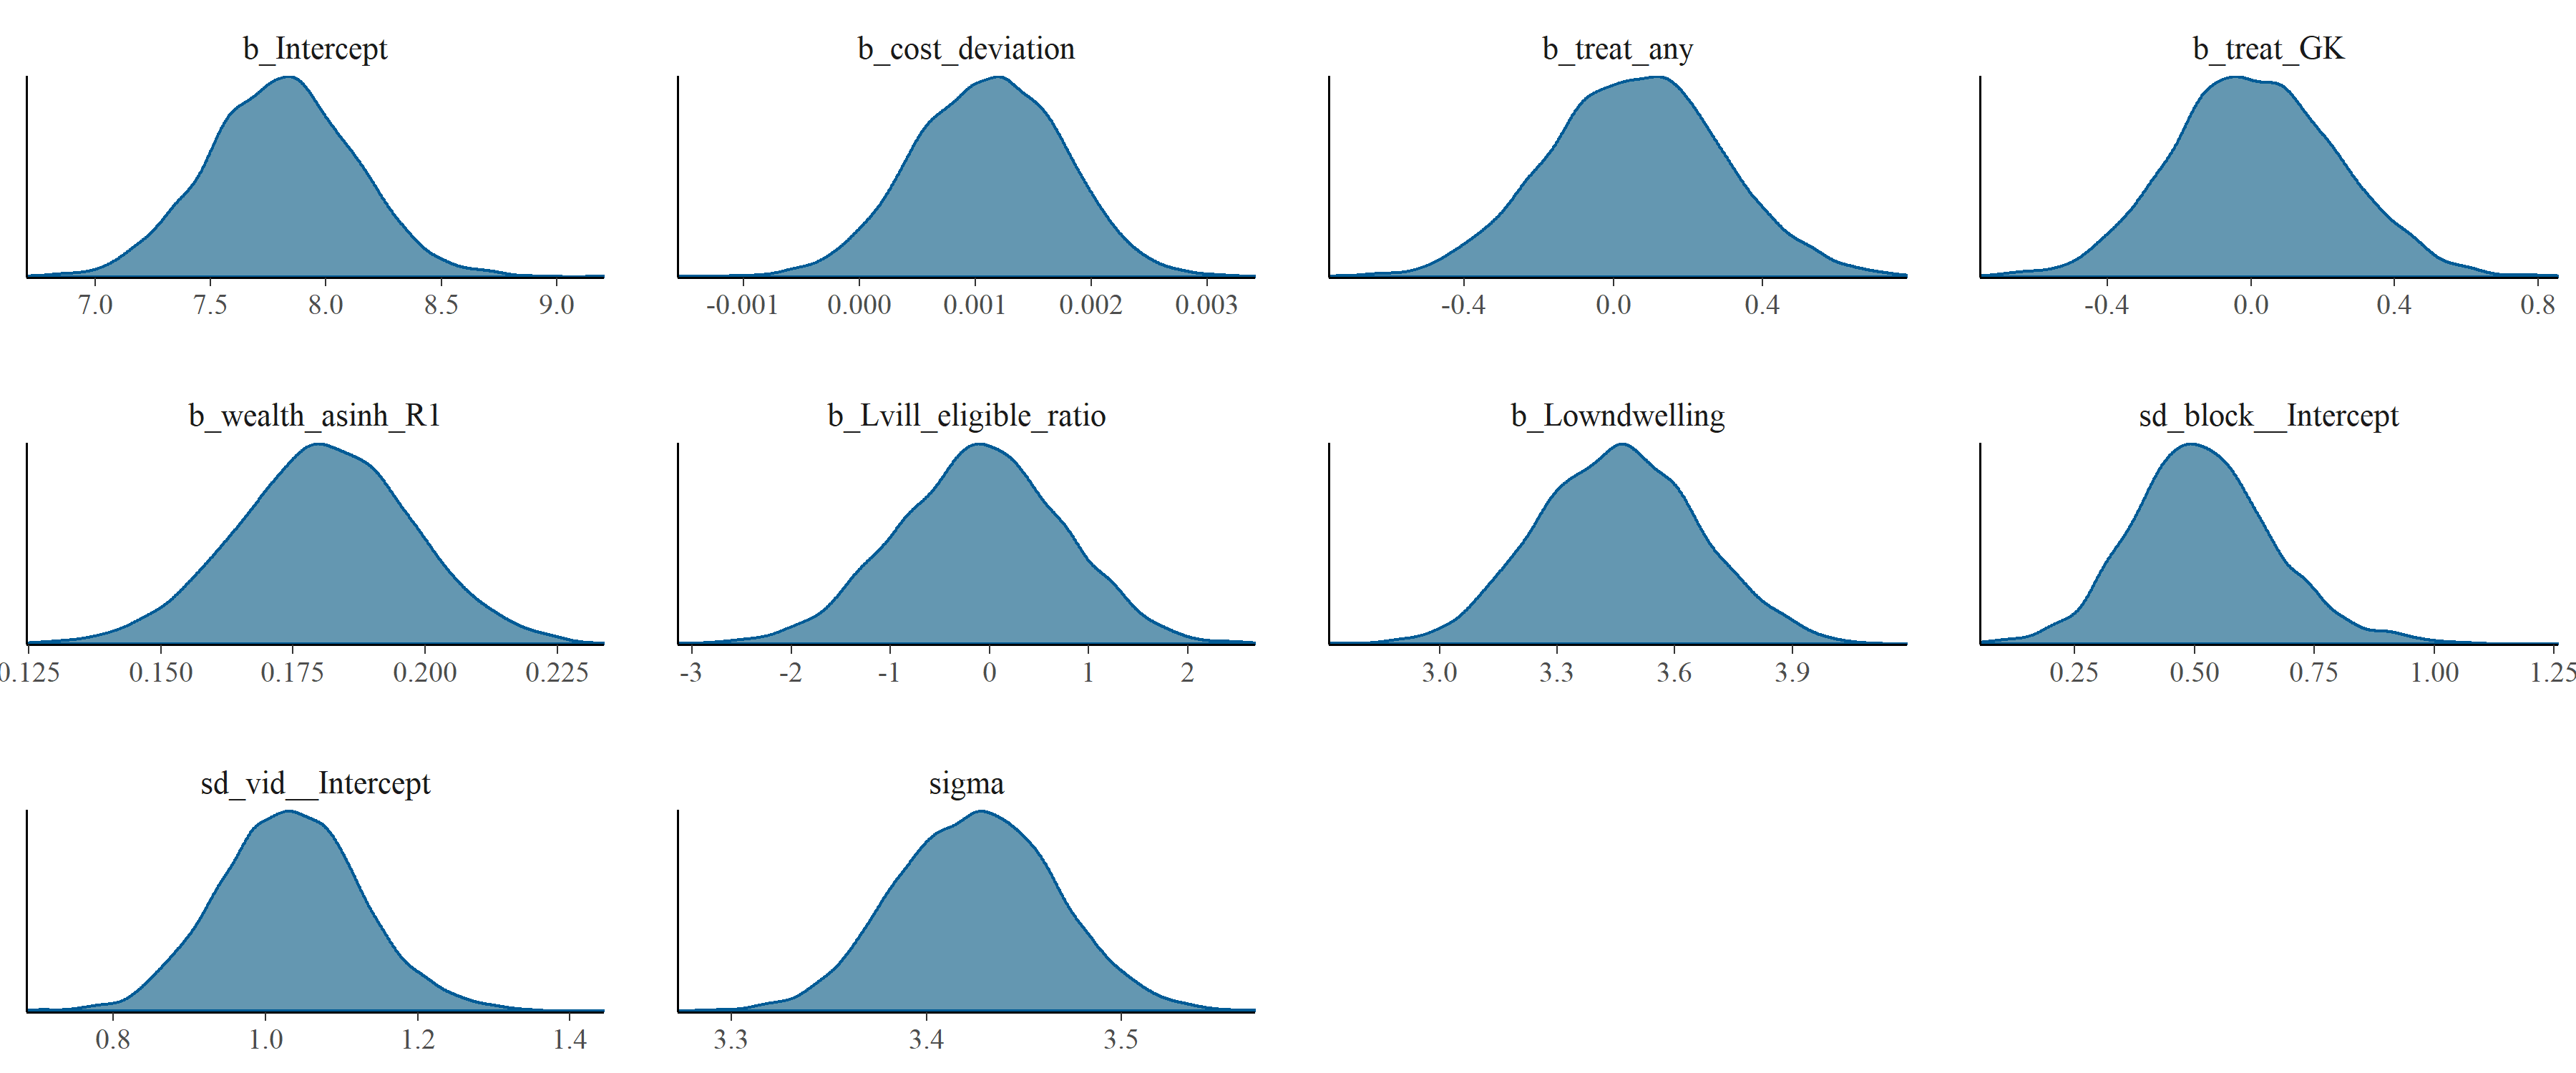 b_Intercept b_cost_deviation b_treat_any b_treat_GK
7.0 7.5 8.0 8.5 9.0 -0.001 0.000 0.001 0.002 0.003 -0.4 0.0 0.4 -0.4 0.0 0.4 0.8
b_wealth_asinh_R1 b_Lvill_eligible_ratio b_Lowndwelling sd_block__Intercept
0.125 0.150 0.175 0.200 0.225 -3 -2 -1 0 1 2 3.0 3.3 3.6 3.9 0.25 0.50 0.75 1.00 1.25
sd_vid__Intercept sigma
0.8 1.0 1.2 1.4 3.3 3.4 3.5